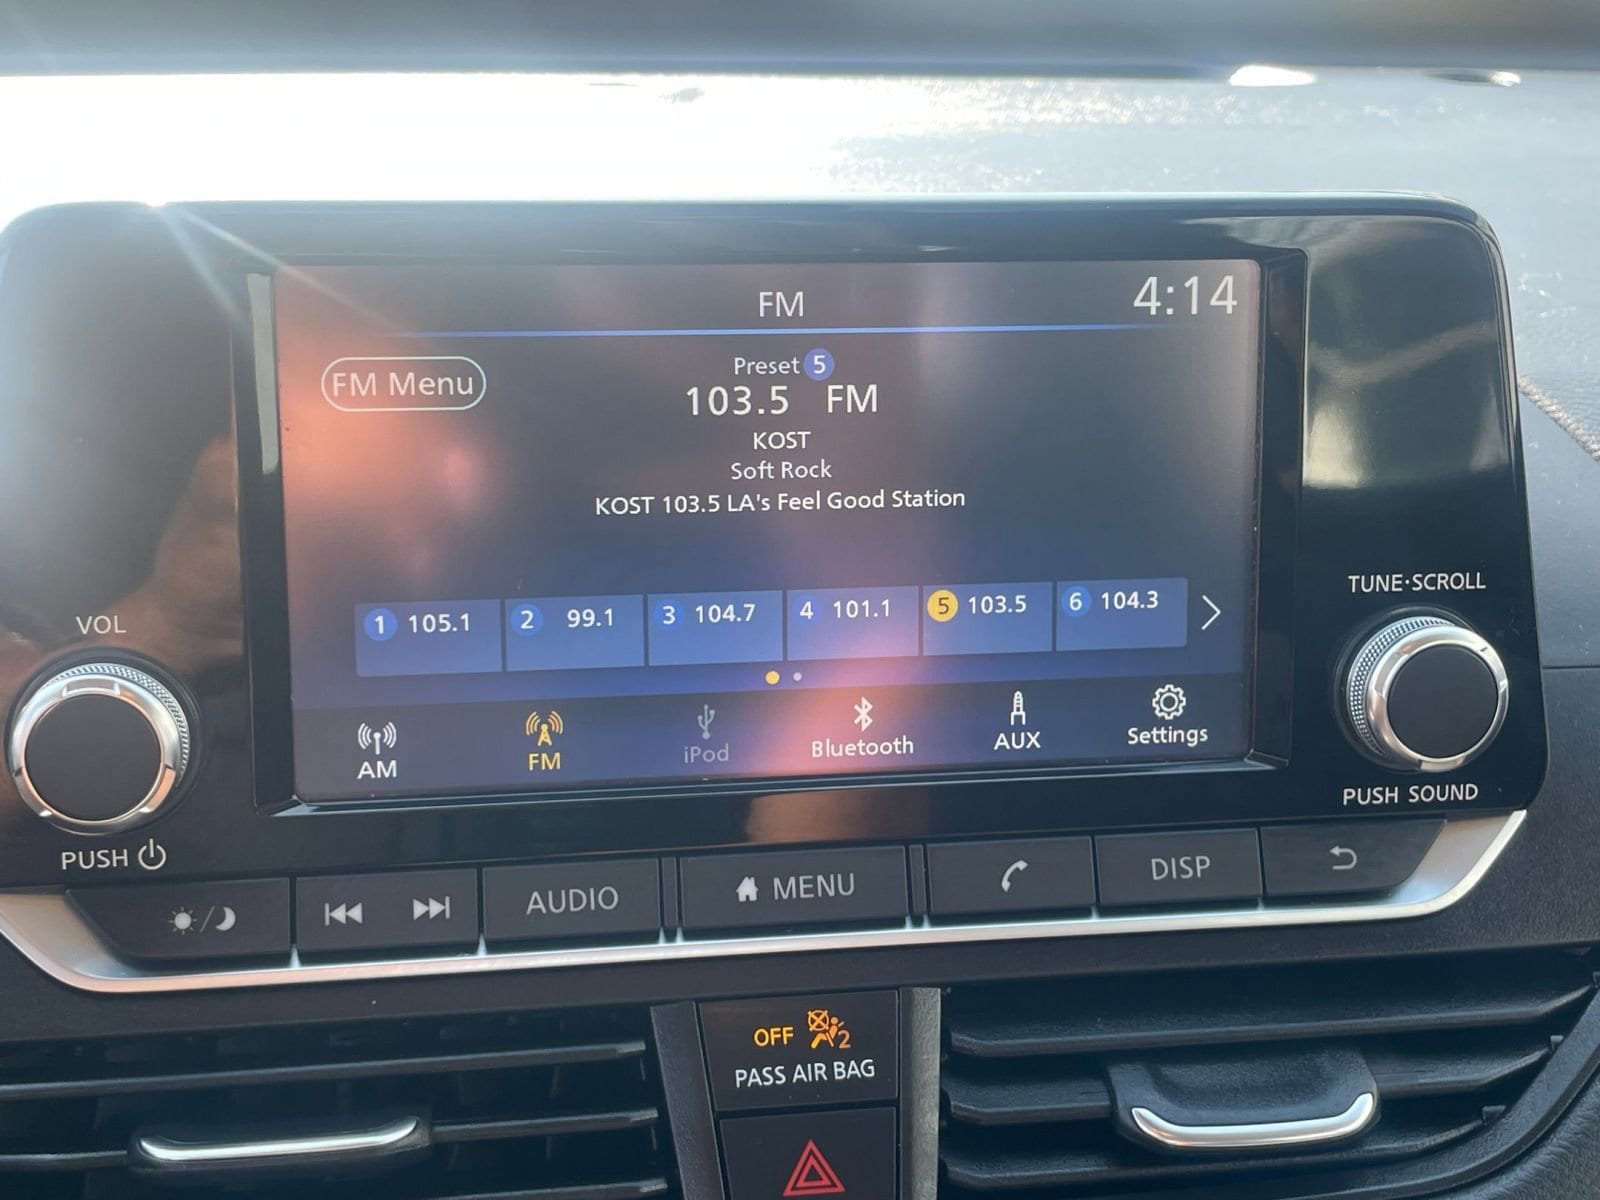 FM
4:14
FM Menu
Preset 5
103.5 FM
KOST
Soft Rock
KOST 103.5 LA's Feel Good Station
1 105.1 2 99.1 3 104.7 4 101.1 5 103.5 6 104.3
AM FM iPod Bluetooth AUX Settings
VOL
PUSH
TUNE·SCROLL
PUSH SOUND
AUDIO MENU DISP
OFF 2
PASS AIR BAG